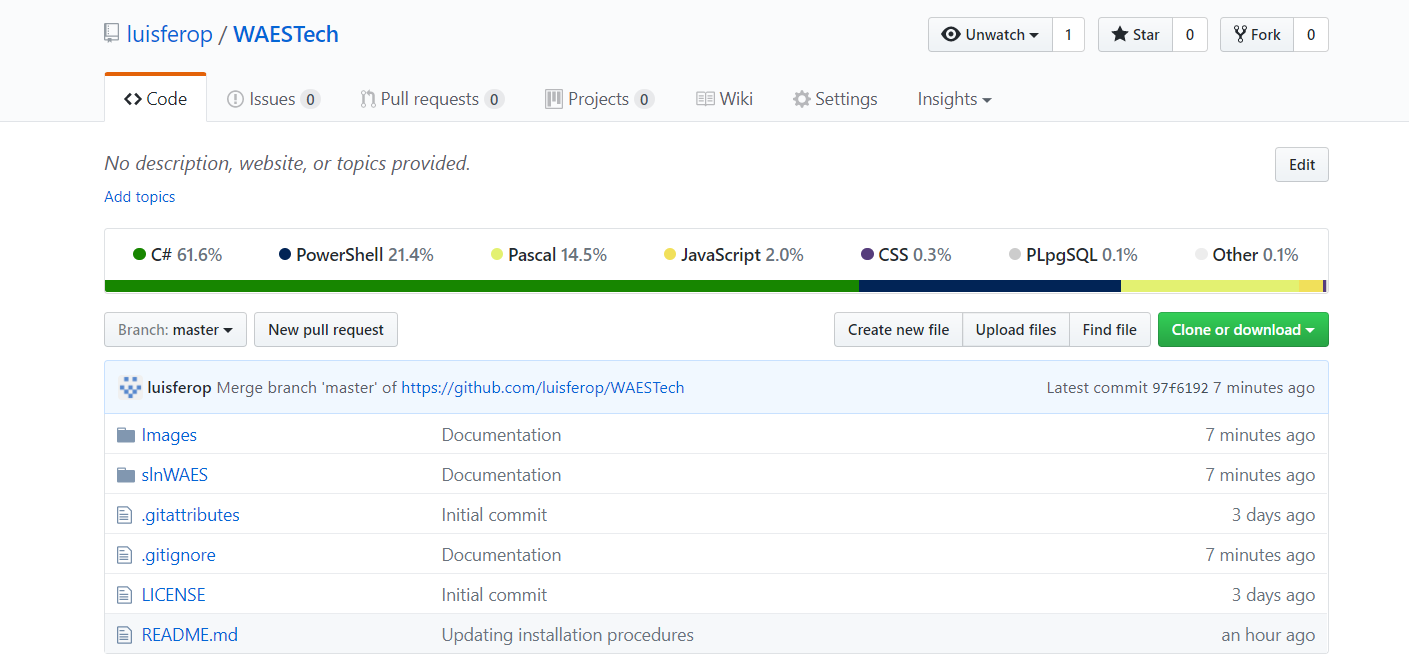 luisferop / WAESTech Unwatch 1 Star 0 Fork 0
Code Issues 0 Pull requests 0 Projects 0 Wiki Settings Insights
No description, website, or topics provided. Edit
Add topics
C# 61.6% PowerShell 21.4% Pascal 14.5% JavaScript 2.0% CSS 0.3% PLpgSQL 0.1% Other 0.1%
Branch: master New pull request Create new file Upload files Find file Clone or download
luisferop Merge branch 'master' of https://github.com/luisferop/WAESTech Latest commit 97f6192 7 minutes ago
Images Documentation 7 minutes ago
slnWAES Documentation 7 minutes ago
.gitattributes Initial commit 3 days ago
.gitignore Documentation 7 minutes ago
LICENSE Initial commit 3 days ago
README.md Updating installation procedures an hour ago